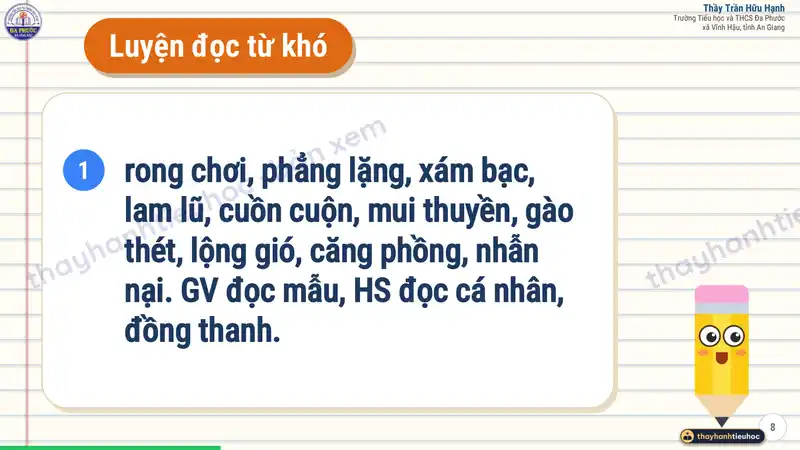 Thầy Trần Hữu Hạnh
Trường Tiểu học và THCS Đa Phước
xã Vĩnh Hậu, tỉnh An Giang
ĐA PHƯỚC
Luyện đọc từ khó
1
rong chơi, phẳng lặng, xám bạc,
lam lũ, cuồn cuộn, mui thuyền, gào
thét, lộng gió, căng phồng, nhẫn
nại. GV đọc mẫu, HS đọc cá nhân,
đồng thanh.
thayhanhtieuhoc
8